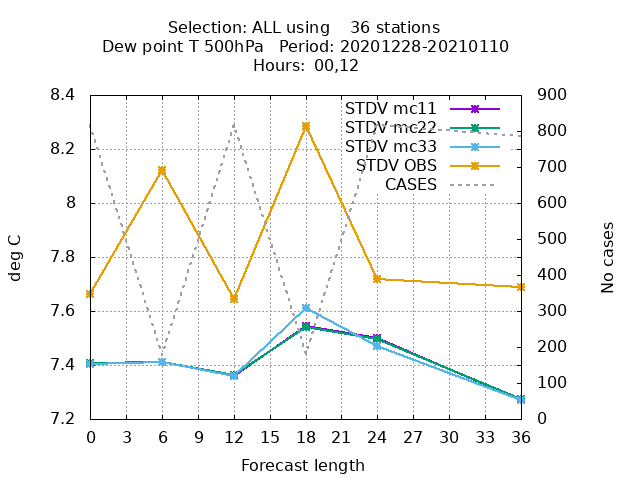 Selection: ALL using    36 stations
Dew point T 500hPa   Period: 20201228-20210110
Hours:  00,12
8.4
8.2
8
7.8
7.6
7.4
7.2
900
800
700
600
500
400
300
200
100
0
STDV mc11
STDV mc22
STDV mc33
STDV OBS
CASES
deg C
No cases
0 3 6 9 12 15 18 21 24 27 30 33 36
Forecast length